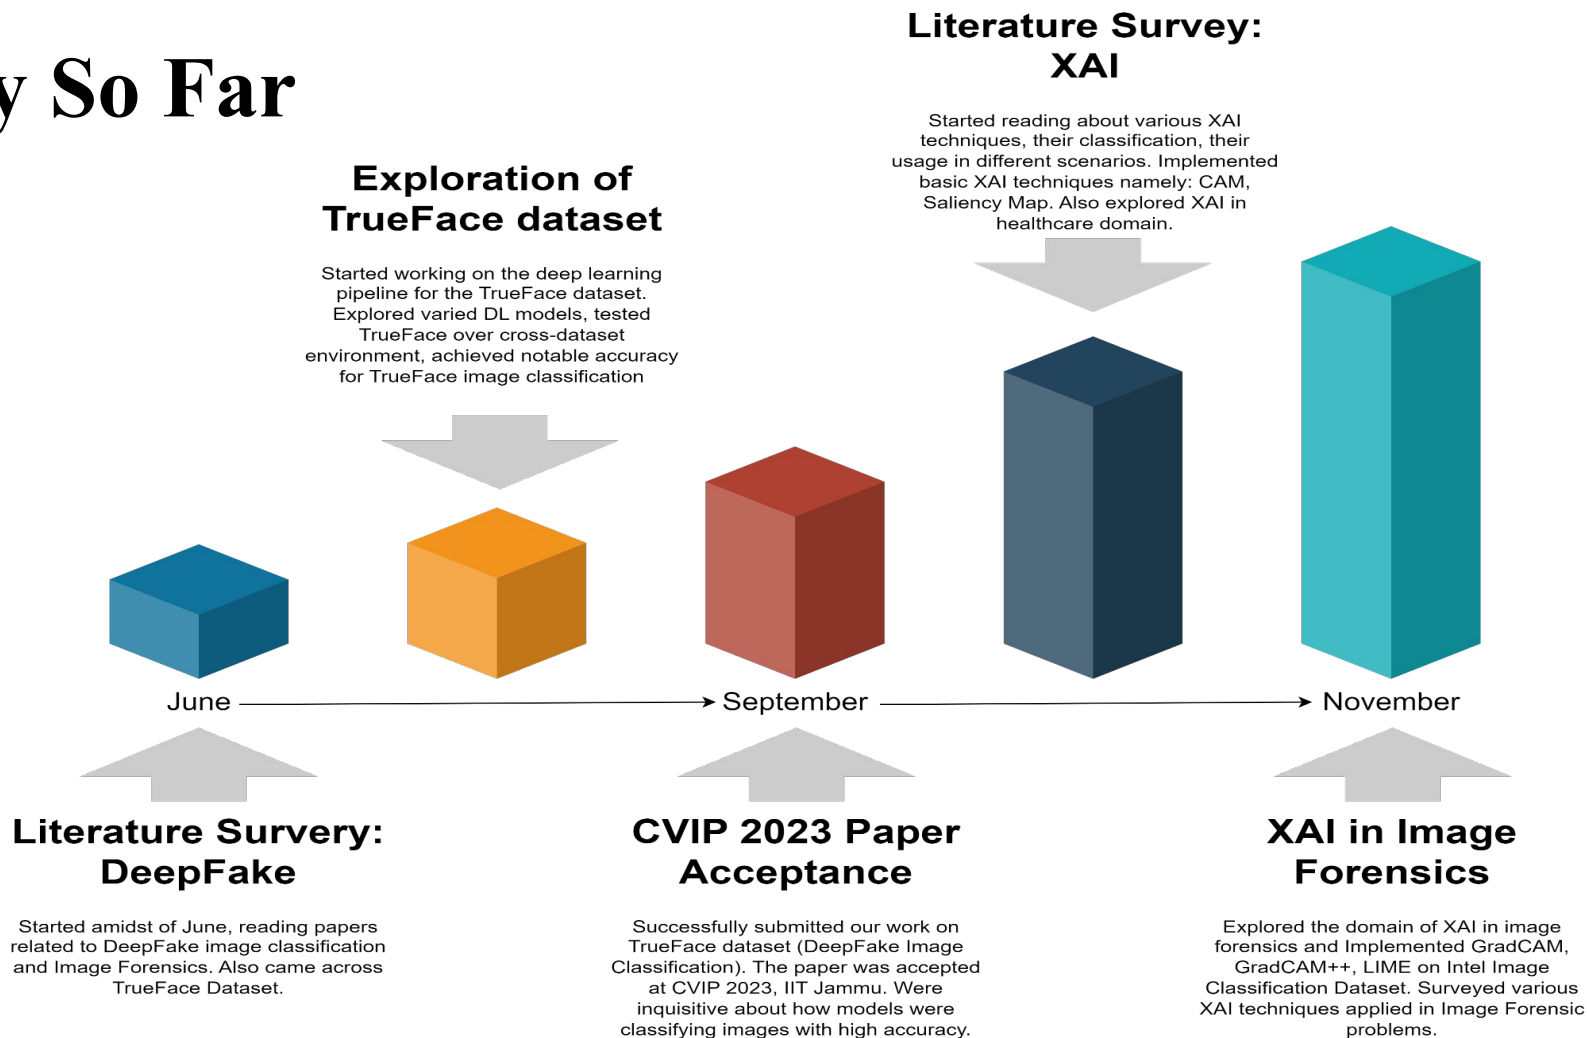 y So Far
Literature Survey:
XAI
Started reading about various XAI
techniques, their classification, their
usage in different scenarios. Implemented
basic XAI techniques namely: CAM,
Saliency Map. Also explored XAI in
healthcare domain.
Exploration of
TrueFace dataset
Started working on the deep learning
pipeline for the TrueFace dataset.
Explored varied DL models, tested
TrueFace over cross-dataset
environment, achieved notable accuracy
for TrueFace image classification
June
September
November
Literature Survery:
DeepFake
Started amidst of June, reading papers
related to DeepFake image classification
and Image Forensics. Also came across
TrueFace Dataset.
CVIP 2023 Paper
Acceptance
Successfully submitted our work on
TrueFace dataset (DeepFake Image
Classification). The paper was accepted
at CVIP 2023, IIT Jammu. Were
inquisitive about how models were
classifying images with high accuracy.
XAI in Image
Forensics
Explored the domain of XAI in image
forensics and Implemented GradCAM,
GradCAM++, LIME on Intel Image
Classification Dataset. Surveyed various
XAI techniques applied in Image Forensic
problems.